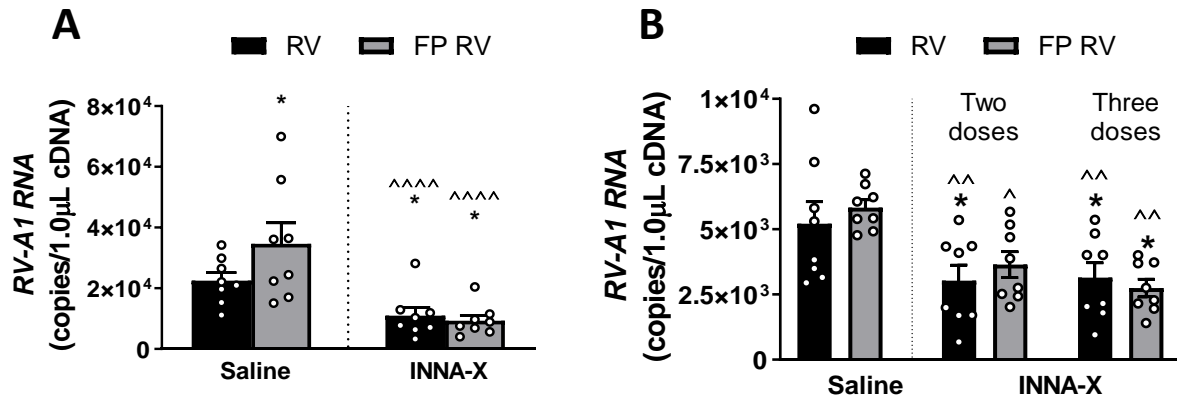 A
RV FP RV
RV-A1 RNA
(copies/1.0µL cDNA)
8×10⁴
6×10⁴
4×10⁴
2×10⁴
0
*
^^^^
*
^^^^
*
Saline INNA-X
B
RV FP RV
RV-A1 RNA
(copies/1.0µL cDNA)
1×10⁴
7.5×10³
5×10³
2.5×10³
0
Two
doses
Three
doses
^^
*
^
^^
*
^^
*
Saline INNA-X